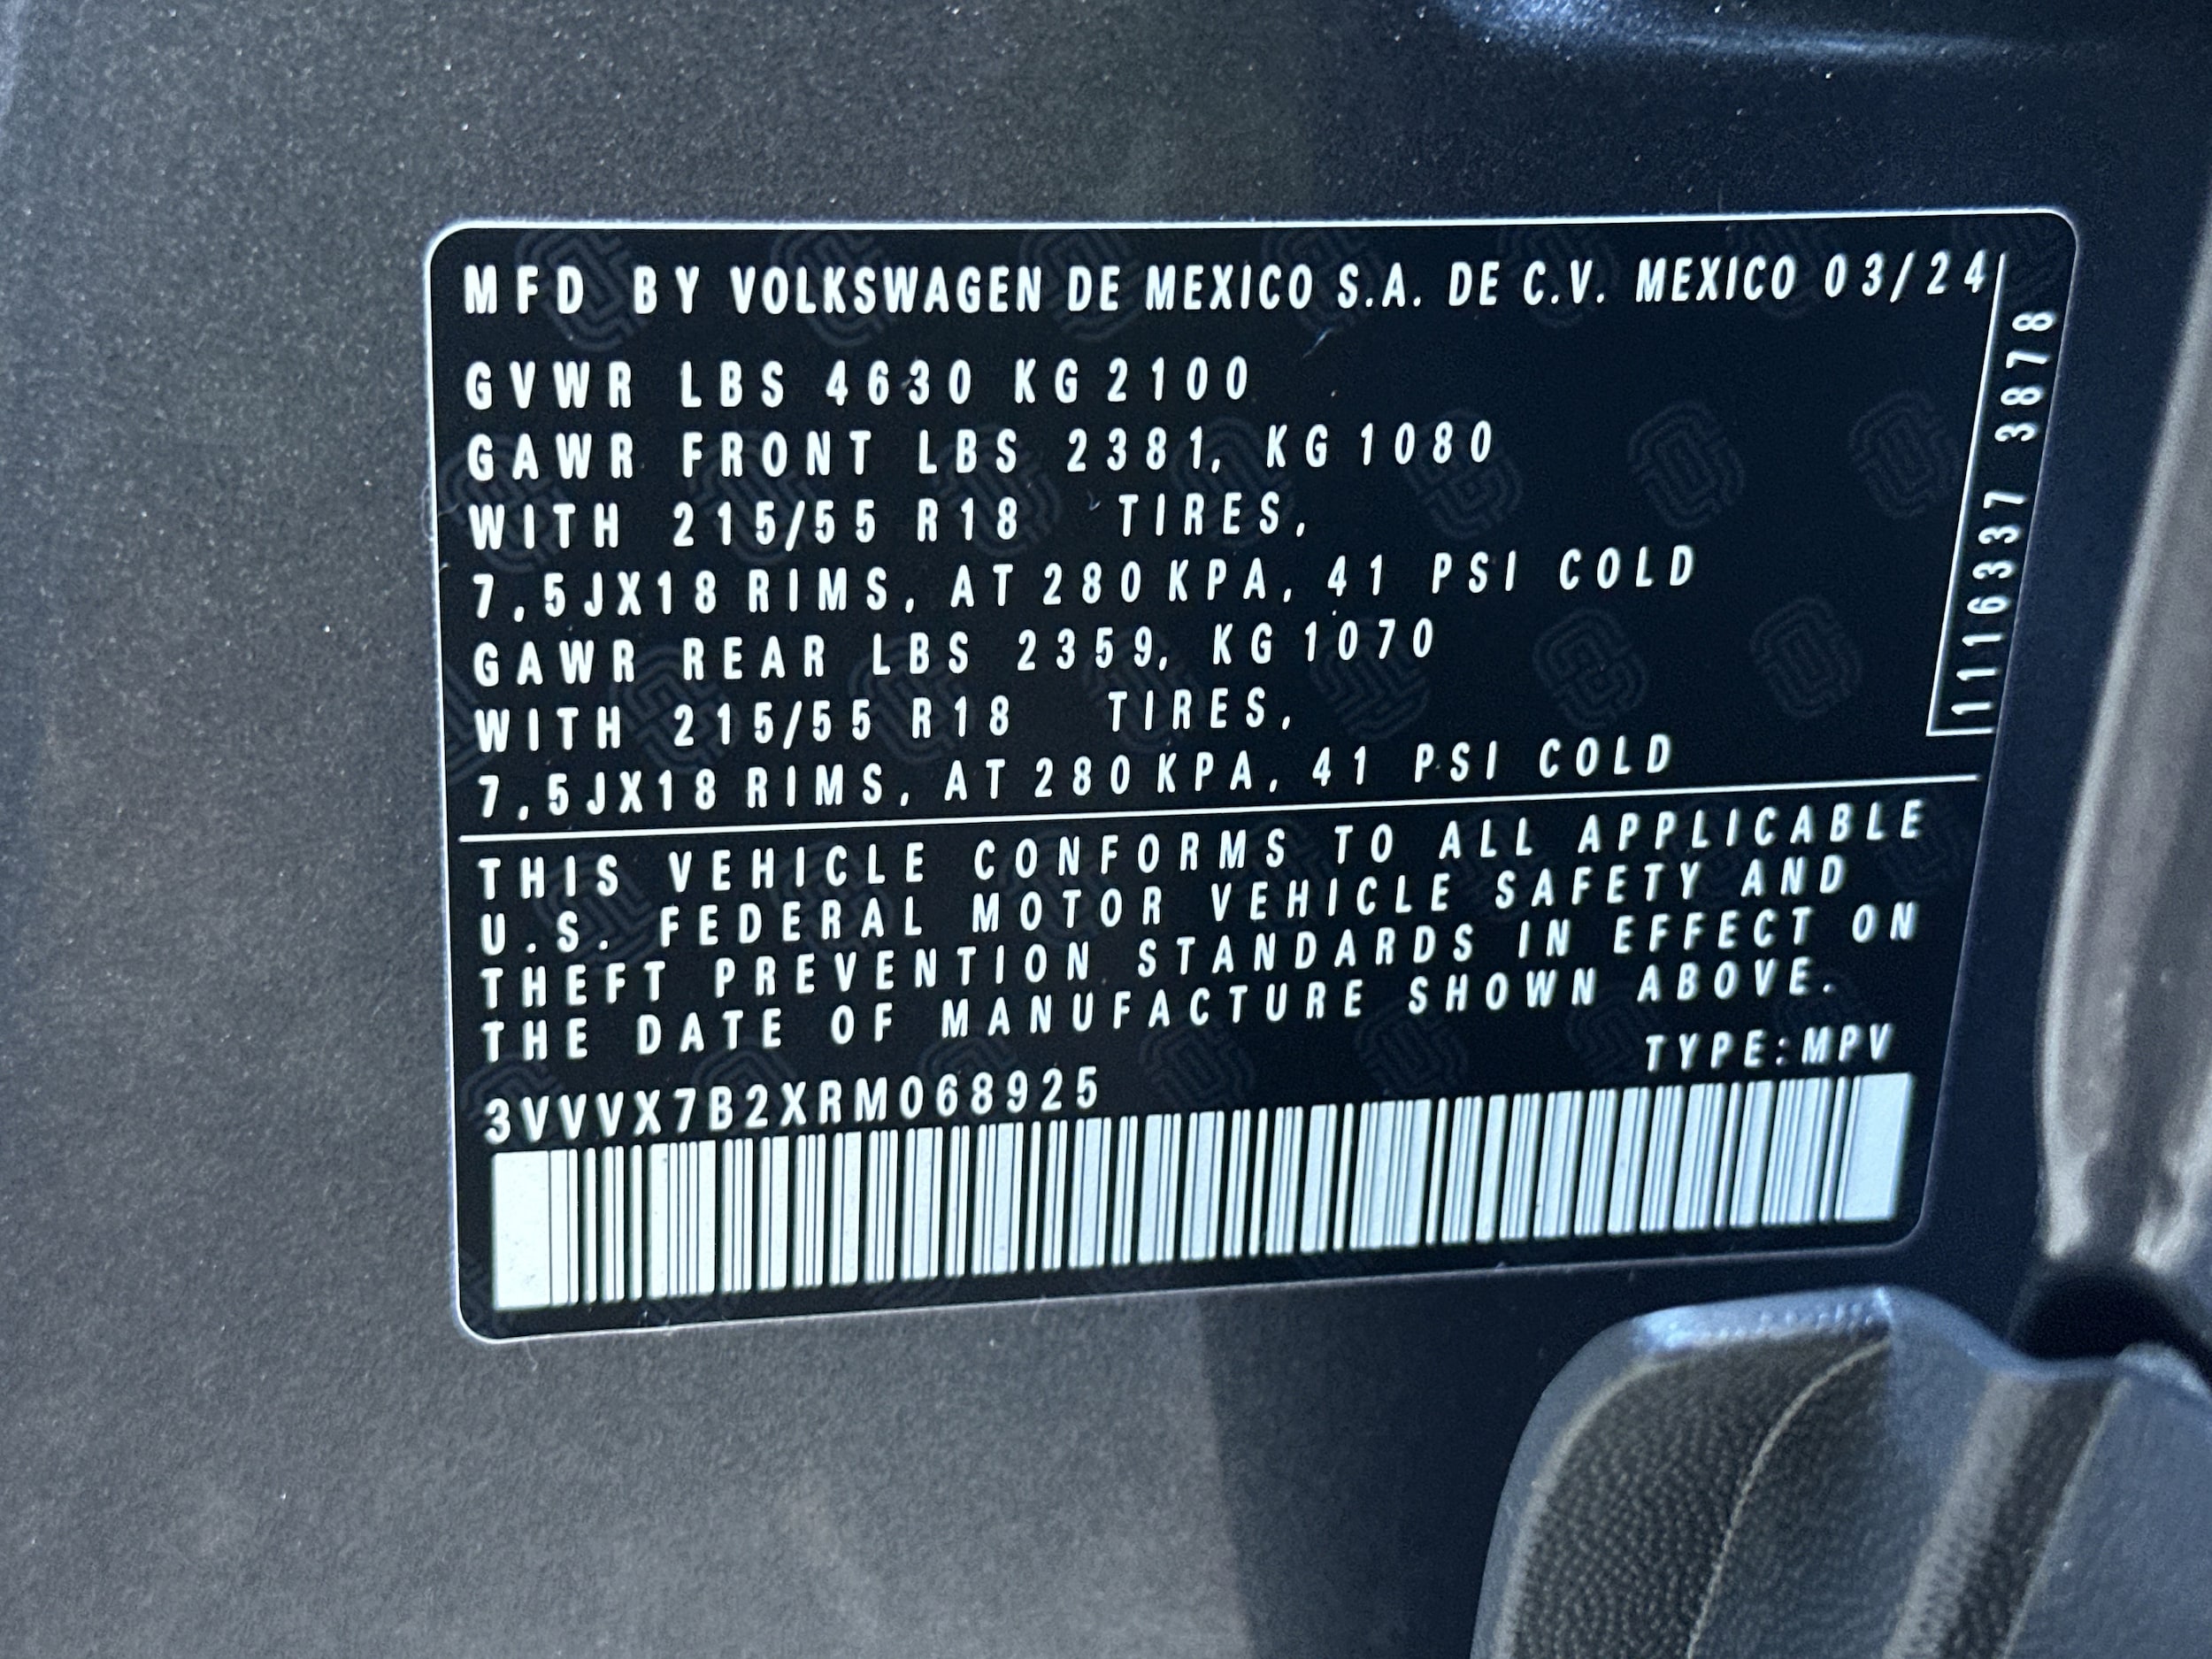 MFD BY VOLKSWAGEN DE MEXICO S.A. DE C.V. MEXICO 03/24
GVWR LBS 4630 KG 2100
GAWR FRONT LBS 2381, KG 1080
WITH 215/55 R18 TIRES,
7,5JX18 RIMS, AT 280 KPA, 41 PSI COLD
GAWR REAR LBS 2359, KG 1070
WITH 215/55 R18 TIRES,
7,5JX18 RIMS, AT 280 KPA, 41 PSI COLD
1116337 3878
THIS VEHICLE CONFORMS TO ALL APPLICABLE
U.S. FEDERAL MOTOR VEHICLE SAFETY AND
THEFT PREVENTION STANDARDS IN EFFECT ON
THE DATE OF MANUFACTURE SHOWN ABOVE.
TYPE:MPV
3VVVX7B2XRM068925